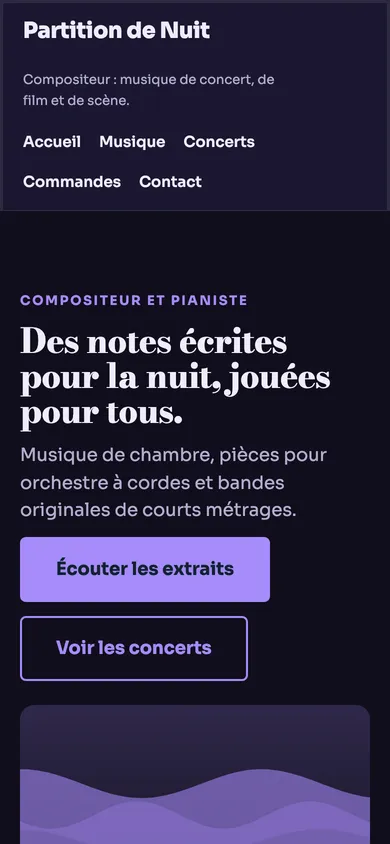 Partition de Nuit
Compositeur : musique de concert, de
film et de scène.
Accueil Musique Concerts
Commandes Contact
COMPOSITEUR ET PIANISTE
Des notes écrites
pour la nuit, jouées
pour tous.
Musique de chambre, pièces pour
orchestre à cordes et bandes
originales de courts métrages.
Écouter les extraits
Voir les concerts